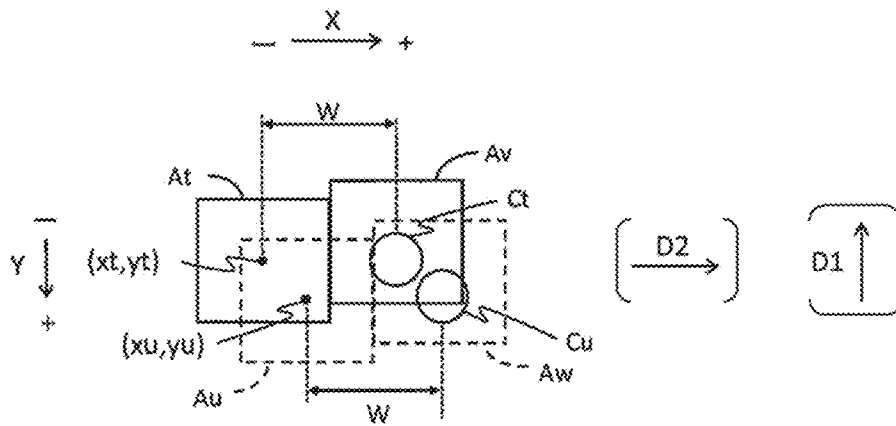 X
− +
W
At
Av
Ct
−
Y
(xt,yt)
D2
D1
+
(xu,yu)
Cu
Au
Aw
W